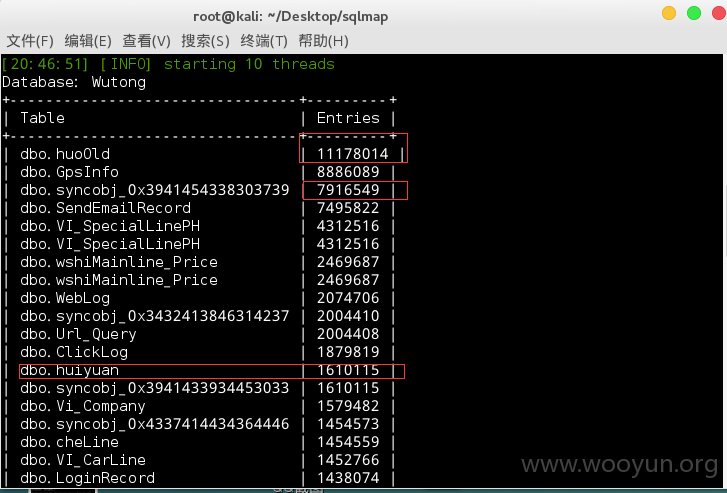 root@kali: ~/Desktop/sqlmap
文件(F) 编辑(E) 查看(V) 搜索(S) 终端(T) 帮助(H)
[20:46:51] [INFO] starting 10 threads
Database: Wutong
+--------------------------------+---------+
| Table | Entries |
+--------------------------------+---------+
| dbo.huoOld | 11178014 |
| dbo.GpsInfo | 8886089 |
| dbo.syncobj_0x3941454338303739 | 7916549 |
| dbo.SendEmailRecord | 7495822 |
| dbo.VI_SpecialLinePH | 4312516 |
| dbo.VI_SpecialLinePH | 4312516 |
| dbo.wshiMainline_Price | 2469687 |
| dbo.wshiMainline_Price | 2469687 |
| dbo.WebLog | 2074706 |
| dbo.syncobj_0x3432413846314237 | 2004410 |
| dbo.Url_Query | 2004408 |
| dbo.ClickLog | 1879819 |
| dbo.huiyuan | 1610115 |
| dbo.syncobj_0x3941433934453033 | 1610115 |
| dbo.Vi_Company | 1579482 |
| dbo.syncobj_0x4337414434364446 | 1454573 |
| dbo.cheLine | 1454559 |
| dbo.VI_CarLine | 1452766 |
| dbo.LoginRecord | 1438074 |
www.wooyun.org